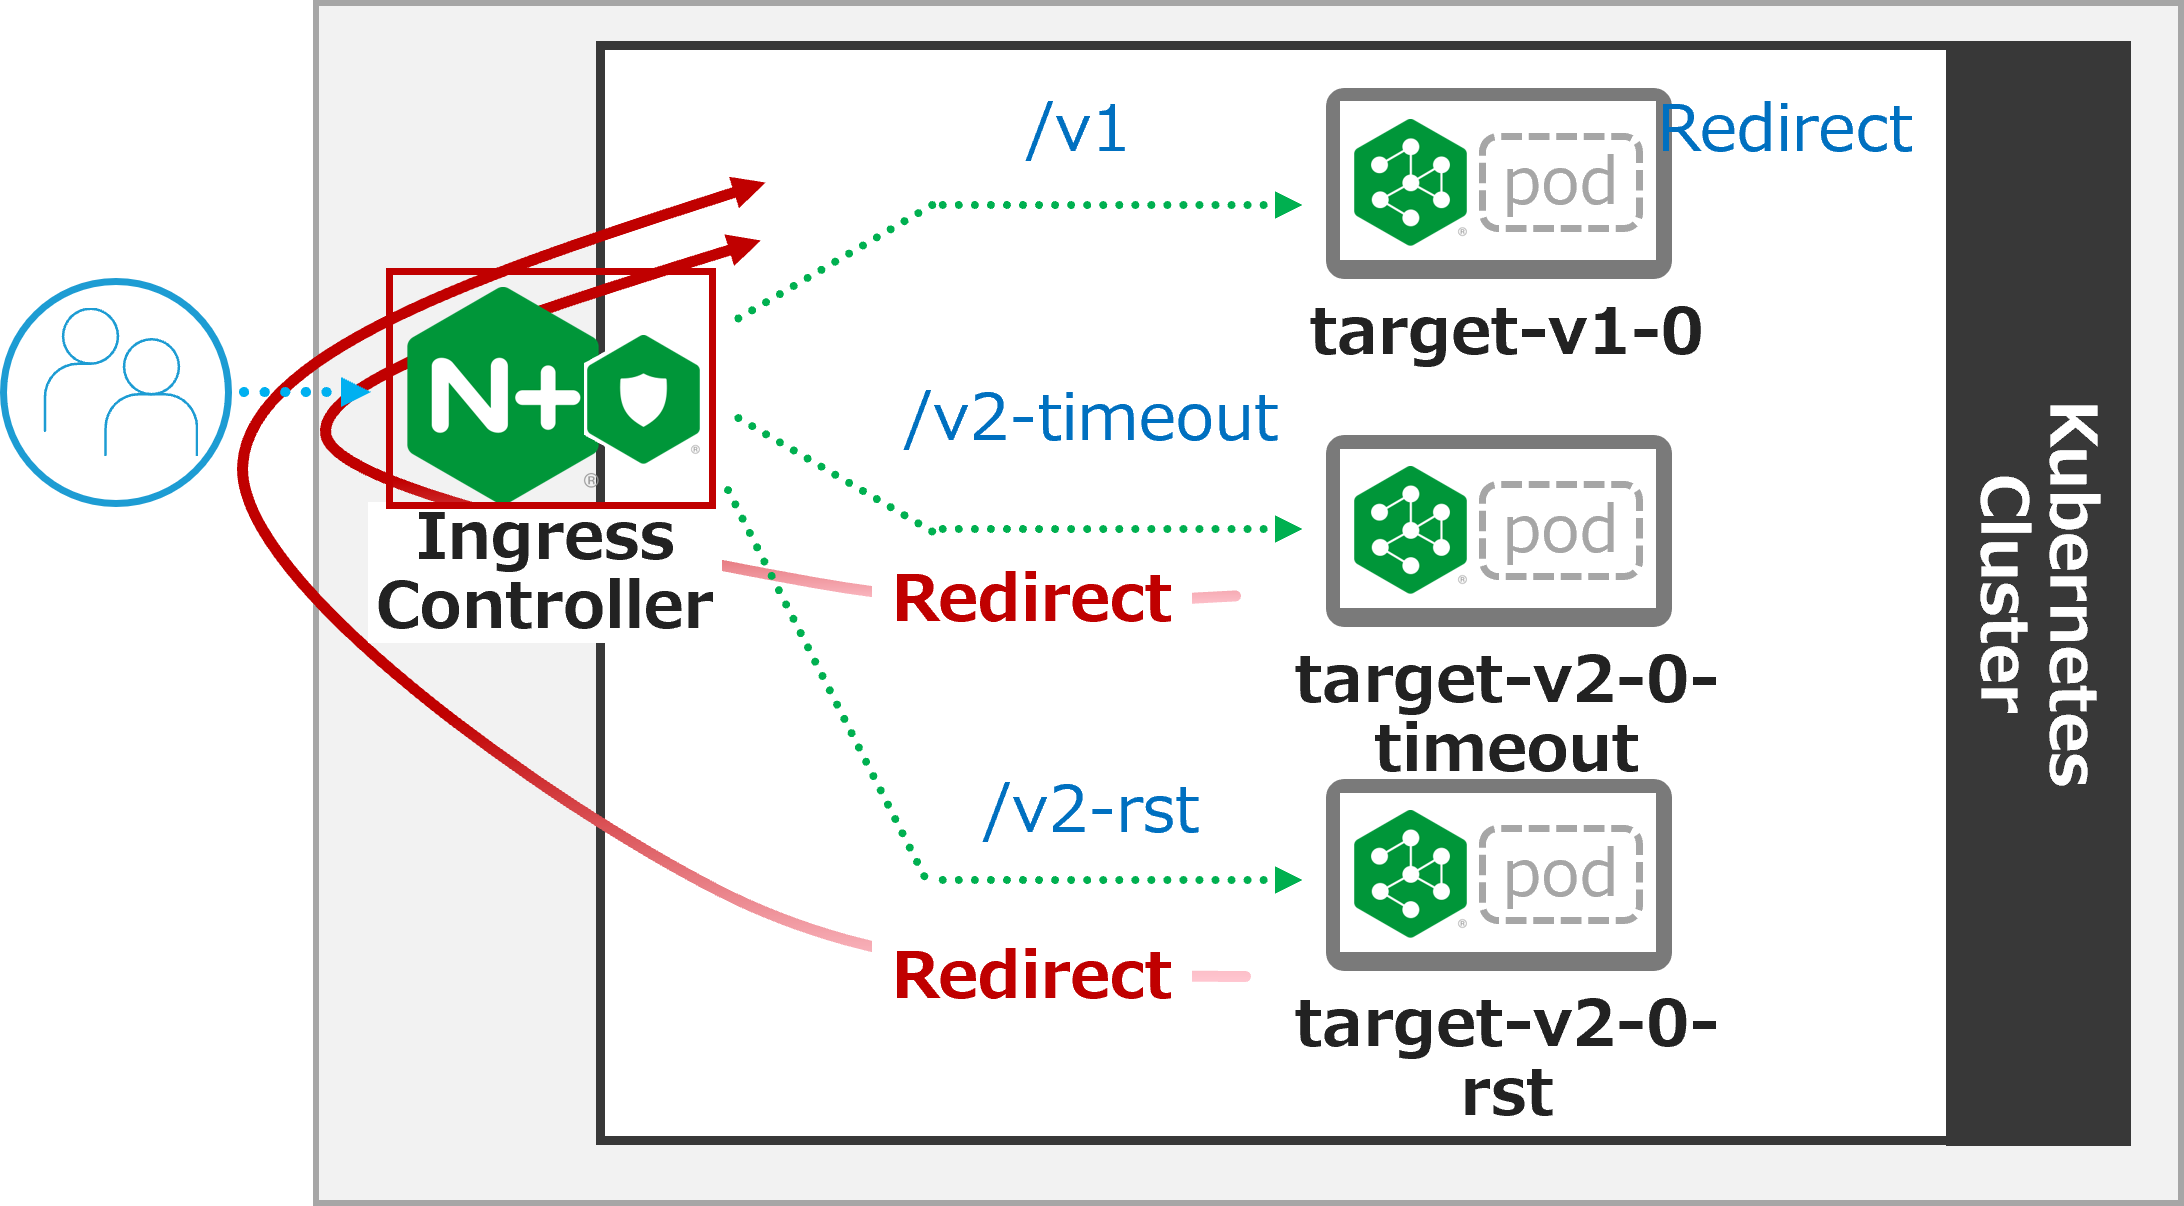 /v1
Redirect
pod
target-v1-0
/v2-timeout
N+
Ingress
Controller
pod
Redirect
target-v2-0-
timeout
/v2-rst
pod
Redirect
target-v2-0-
rst
Kubernetes
Cluster